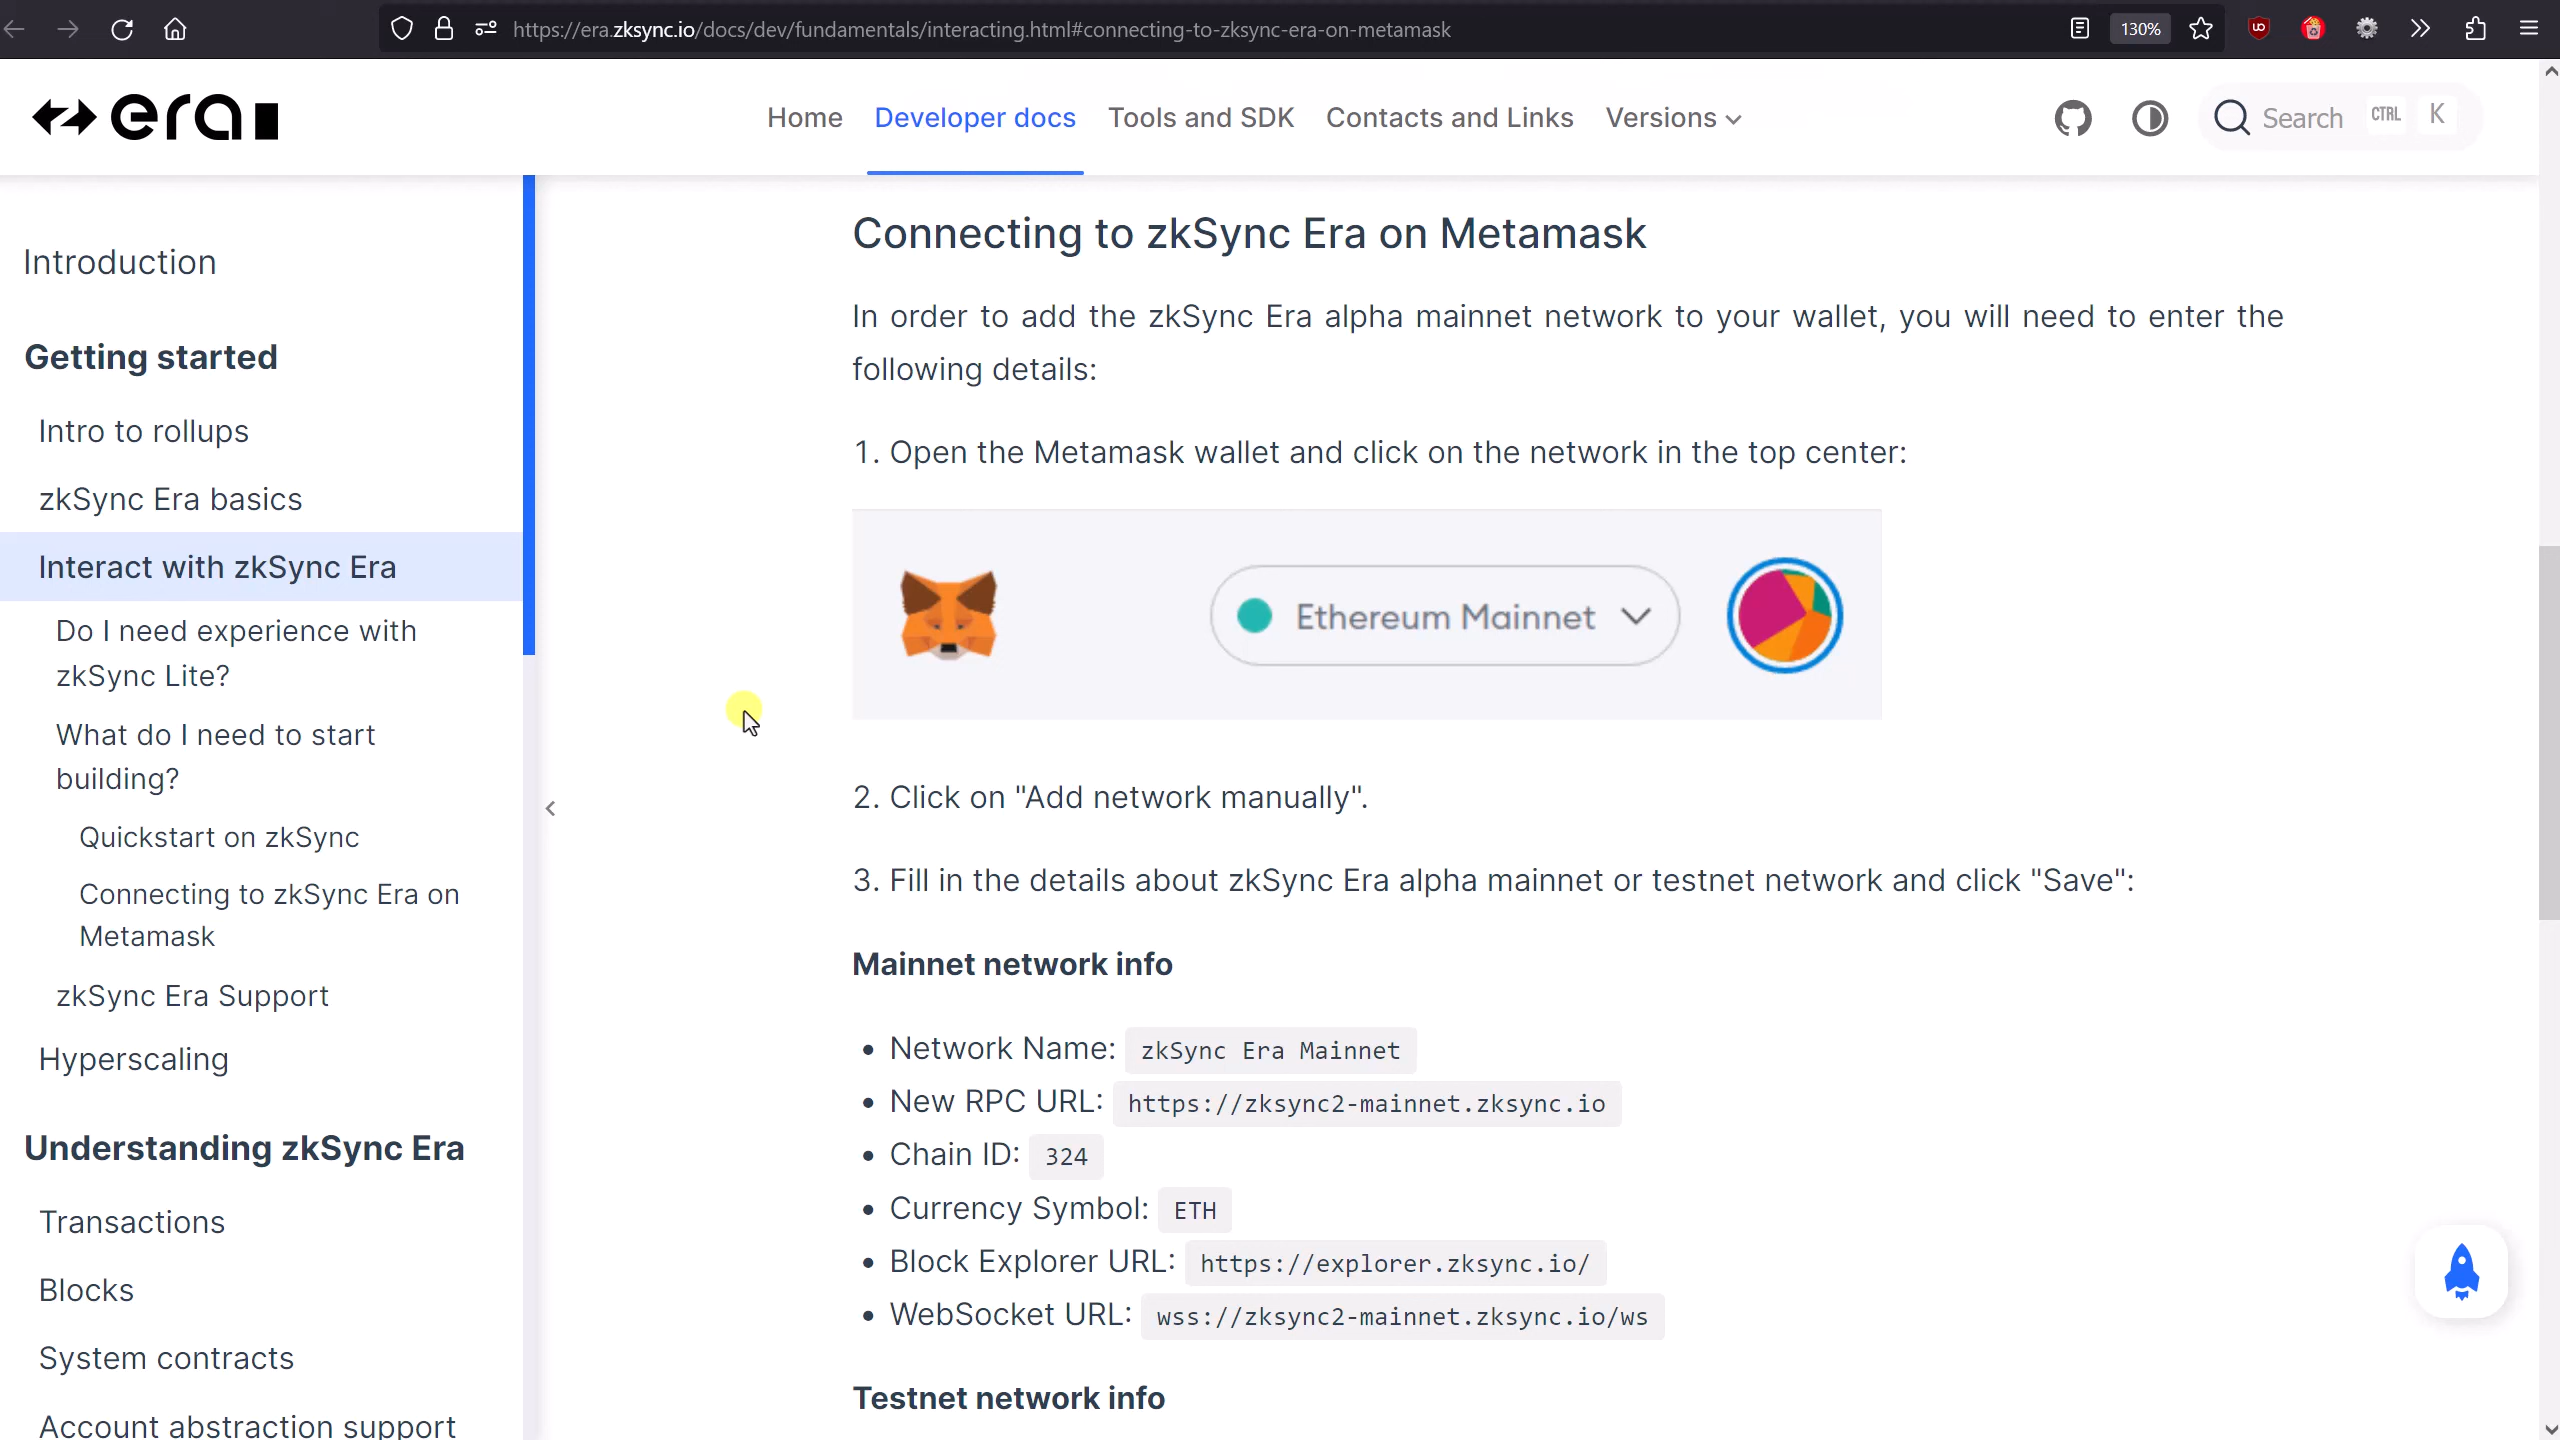 https://era.zksync.io/docs/dev/fundamentals/interacting.html#connecting-to-zksync-era-on-metamask
130%
era
Home
Developer docs
Tools and SDK
Contacts and Links
Versions
Search
CTRL
K
Introduction
Getting started
Intro to rollups
zkSync Era basics
Interact with zkSync Era
Do I need experience with
zkSync Lite?
What do I need to start
building?
Quickstart on zkSync
Connecting to zkSync Era on
Metamask
zkSync Era Support
Hyperscaling
Understanding zkSync Era
Transactions
Blocks
System contracts
Account abstraction support
Connecting to zkSync Era on Metamask
In order to add the zkSync Era alpha mainnet network to your wallet, you will need to enter the
following details:
1. Open the Metamask wallet and click on the network in the top center:
Ethereum Mainnet
2. Click on "Add network manually".
3. Fill in the details about zkSync Era alpha mainnet or testnet network and click "Save":
Mainnet network info
• Network Name: zkSync Era Mainnet
• New RPC URL: https://zksync2-mainnet.zksync.io
• Chain ID: 324
• Currency Symbol: ETH
• Block Explorer URL: https://explorer.zksync.io/
• WebSocket URL: wss://zksync2-mainnet.zksync.io/ws
Testnet network info